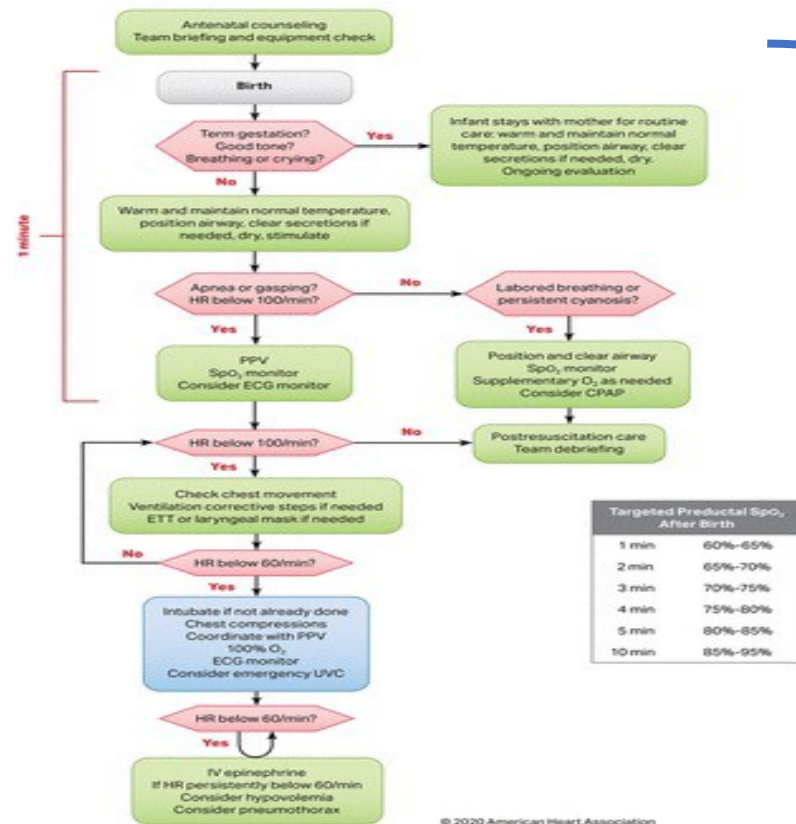 Antenatal counseling
Team briefing and equipment check
Birth
1 minute
Term gestation?
Good tone?
Breathing or crying?
Yes
Infant stays with mother for routine
care: warm and maintain normal
temperature, position airway, clear
secretions if needed, dry.
Ongoing evaluation
No
Warm and maintain normal temperature,
position airway, clear secretions if
needed, dry, stimulate
Apnea or gasping?
HR below 100/min?
No
Labored breathing or
persistent cyanosis?
Yes
Yes
PPV
SpO₂ monitor
Consider ECG monitor
Position and clear airway
SpO₂ monitor
Supplementary O₂ as needed
Consider CPAP
HR below 100/min?
No
Postresuscitation care
Team debriefing
Yes
Check chest movement
Ventilation corrective steps if needed
ETT or laryngeal mask if needed
No
HR below 60/min?
Yes
Intubate if not already done
Chest compressions
Coordinate with PPV
100% O₂
ECG monitor
Consider emergency UVC
HR below 60/min?
Yes
IV epinephrine
If HR persistently below 60/min
Consider hypovolemia
Consider pneumothorax
Targeted Preductal SpO₂
After Birth
1 min 60%-65%
2 min 65%-70%
3 min 70%-75%
4 min 75%-80%
5 min 80%-85%
10 min 85%-95%
© 2020 American Heart Association